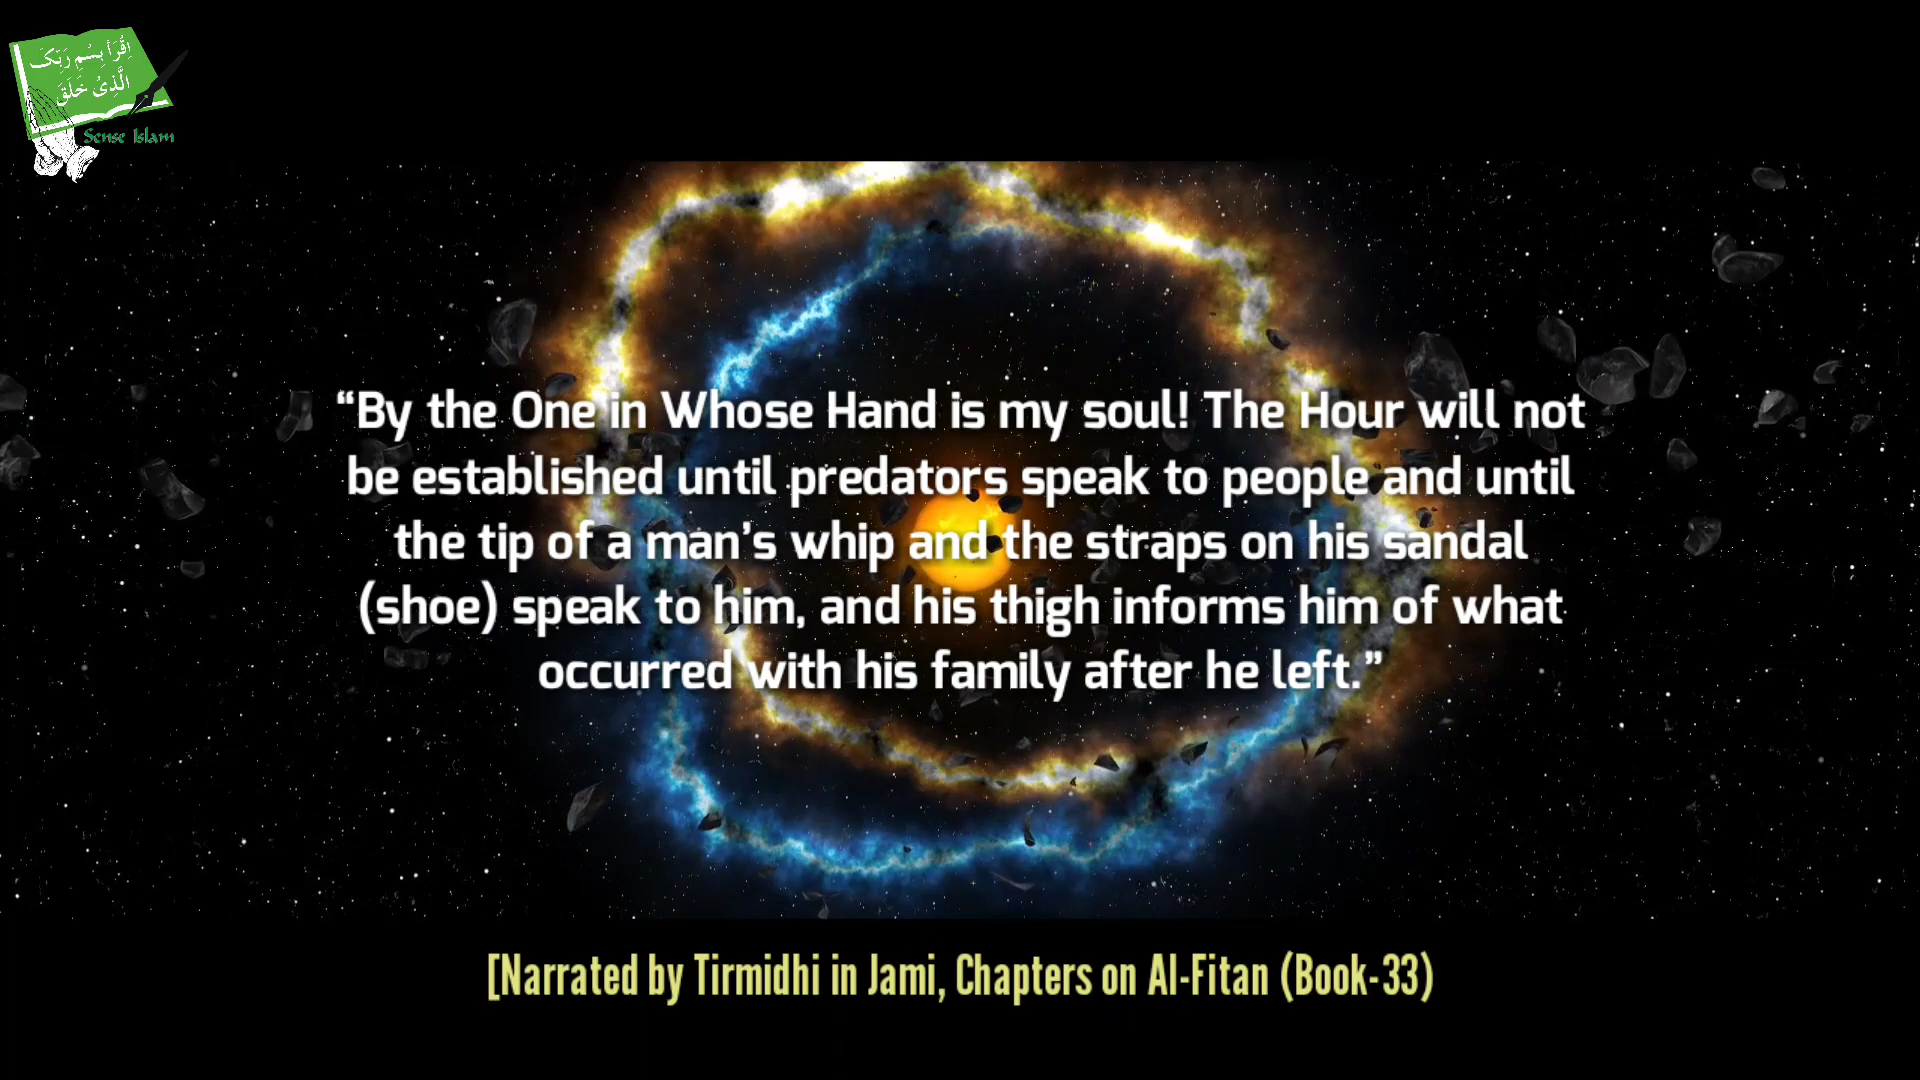 اِقْرَاْ بِسْمِ رَبِّکَ
الَّذِیْ خَلَقَ
Sense Islam
“By the One in Whose Hand is my soul! The Hour will not
be established until predators speak to people and until
the tip of a man’s whip and the straps on his sandal
(shoe) speak to him, and his thigh informs him of what
occurred with his family after he left.”
[Narrated by Tirmidhi in Jami, Chapters on Al-Fitan (Book-33)